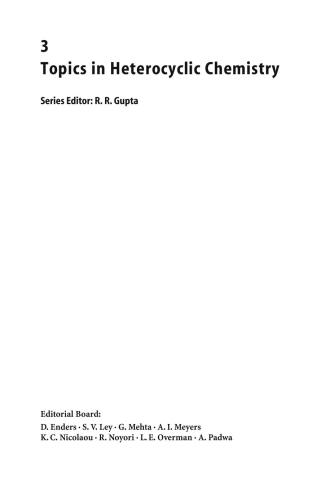 3
Topics in Heterocyclic Chemistry
Series Editor: R. R. Gupta
Editorial Board:
D. Enders · S. V. Ley · G. Mehta · A. I. Meyers
K. C. Nicolaou · R. Noyori · L. E. Overman · A. Padwa